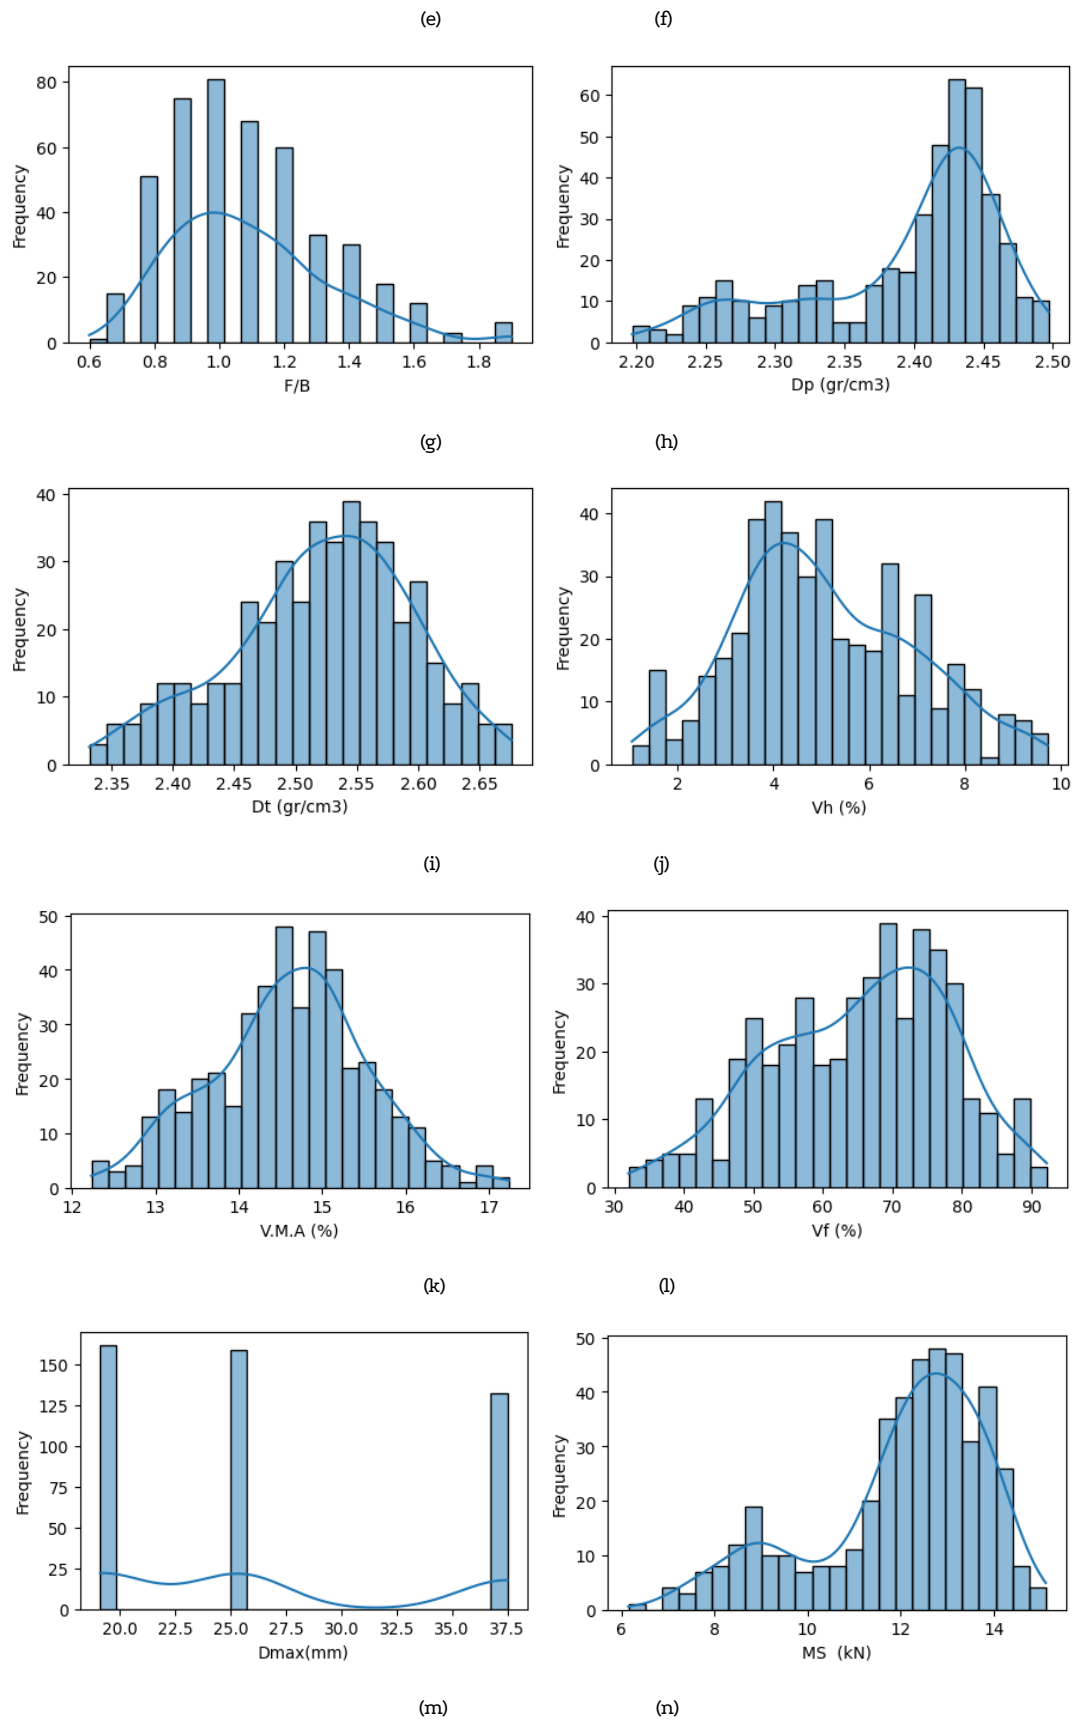 (e) (f)
80
60
40
20
0
Frequency
0.6 0.8 1.0 1.2 1.4 1.6 1.8
F/B
60
50
40
30
20
10
0
Frequency
2.20 2.25 2.30 2.35 2.40 2.45 2.50
Dp (gr/cm3)
(g) (h)
40
30
20
10
0
Frequency
2.35 2.40 2.45 2.50 2.55 2.60 2.65
Dt (gr/cm3)
40
30
20
10
0
Frequency
2 4 6 8 10
Vh (%)
(i) (j)
50
40
30
20
10
0
Frequency
12 13 14 15 16 17
V.M.A (%)
40
30
20
10
0
Frequency
30 40 50 60 70 80 90
Vf (%)
(k) (l)
150
125
100
75
50
25
0
Frequency
20.0 22.5 25.0 27.5 30.0 32.5 35.0 37.5
Dmax(mm)
50
40
30
20
10
0
Frequency
6 8 10 12 14
MS (kN)
(m) (n)